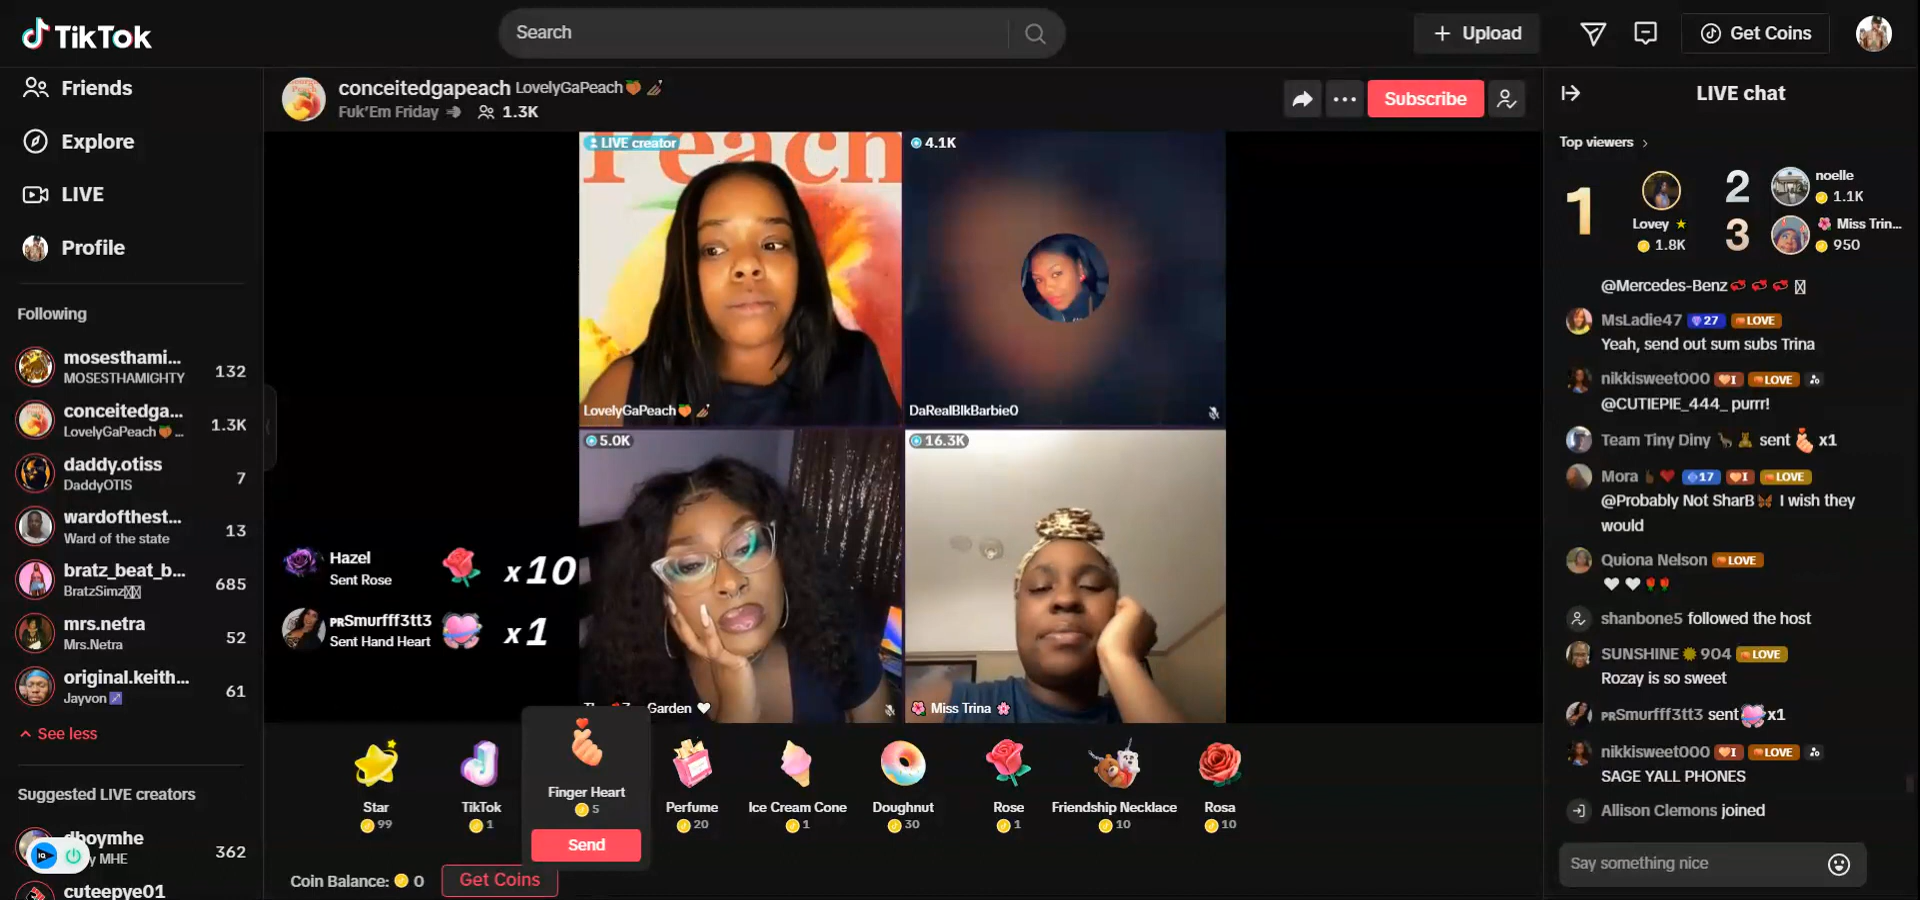 TikTok
Search
Upload
Get Coins
Friends
Explore
LIVE
Profile
Following
mosesthami...
MOSESTHAMIGHTY
132
conceitedga...
LovelyGaPeach🍑...
1.3K
daddy.otiss
DaddyOTIS
7
wardofthest...
Ward of the state
13
bratz_beat_b...
BratzSimz
685
mrs.netra
Mrs.Netra
52
original.keith...
Jayvon
61
See less
Suggested LIVE creators
dboymhe
y MHE
362
cuteepye01
conceitedgapeach LovelyGaPeach🍑💅🏾
Fuk'Em Friday 1.3K
Subscribe
Peach
LIVE creator
LovelyGaPeach🍑💅🏾
4.1K
DaRealBlkBarbie0
5.0K
Garden 🤍
16.3K
🌺 Miss Trina 🌸
Hazel
Sent Rose
x10
PRSmurfff3tt3
Sent Hand Heart
x1
Star
99
TikTok
1
Finger Heart
5
Send
Perfume
20
Ice Cream Cone
1
Doughnut
30
Rose
1
Friendship Necklace
10
Rosa
10
Coin Balance: 0
Get Coins
LIVE chat
Top viewers
1
Lovey
1.8K
2
noelle
1.1K
3
🌺 Miss Trin...
950
@Mercedes-Benz
MsLadie47 27 LOVE
Yeah, send out sum subs Trina
nikkisweet000 I LOVE
@CUTIEPIE_444_ purrr!
Team Tiny Diny sent x1
Mora 17 I LOVE
@Probably Not SharB🦋 I wish they
would
Quiona Nelson LOVE
🤍🤍🌹🌹
shanbone5 followed the host
SUNSHINE 904 LOVE
Rozay is so sweet
PRSmurfff3tt3 sent x1
nikkisweet000 I LOVE
SAGE YALL PHONES
Allison Clemons joined
Say something nice